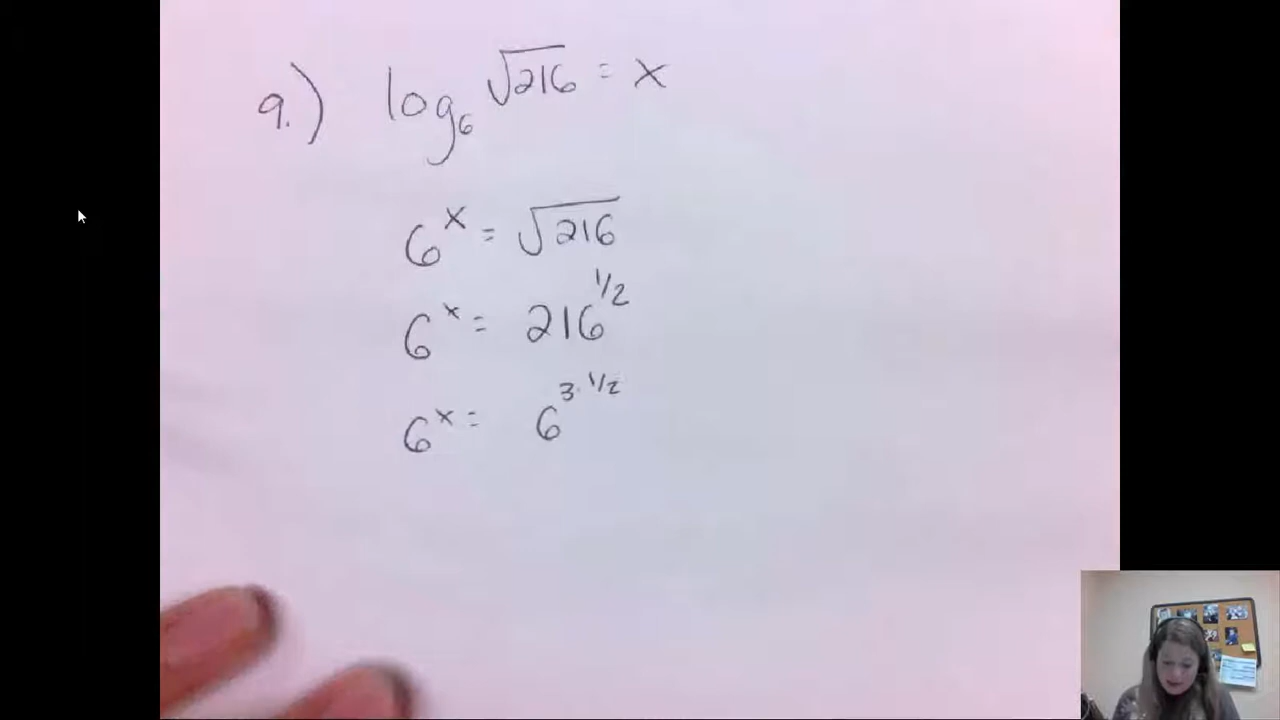 9.) log₆ √216 = x
6ˣ = √216
6ˣ = 216^1/2
6ˣ = 6^3·1/2